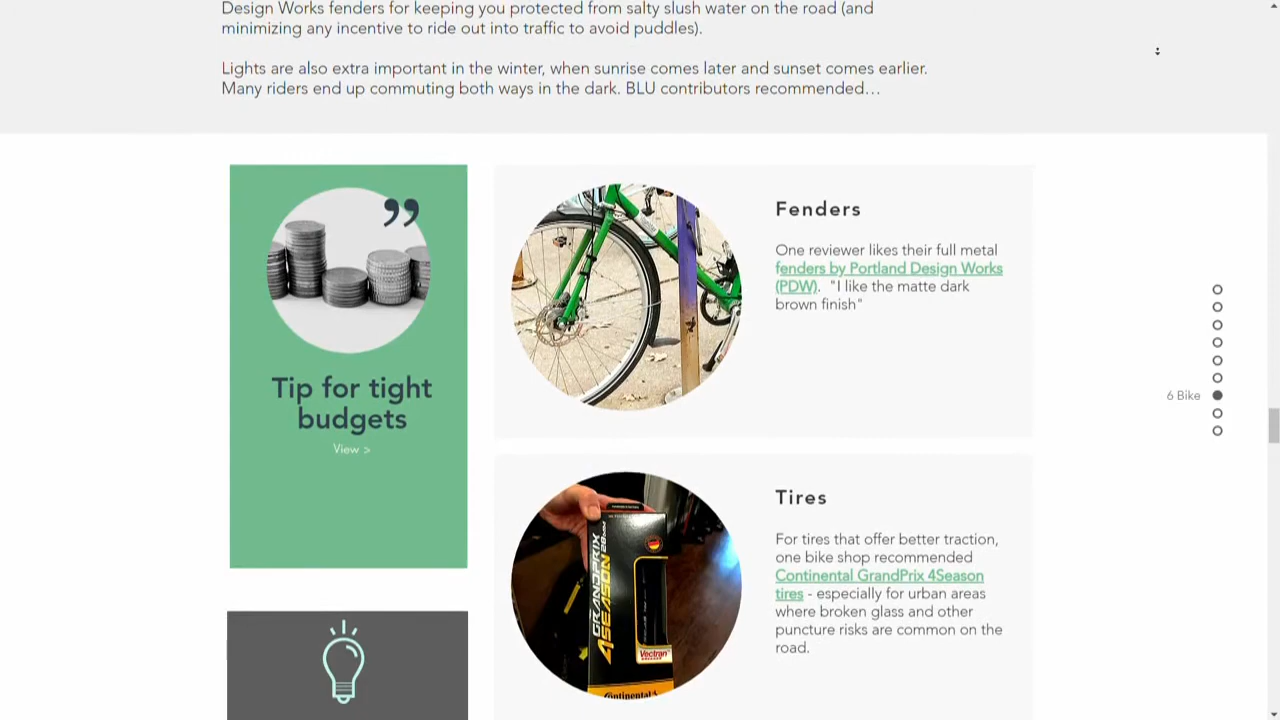 Design Works fenders for keeping you protected from salty slush water on the road (and
minimizing any incentive to ride out into traffic to avoid puddles).
Lights are also extra important in the winter, when sunrise comes later and sunset comes earlier.
Many riders end up commuting both ways in the dark. BLU contributors recommended…
”
Tip for tight
budgets
View >
Fenders
One reviewer likes their full metal
fenders by Portland Design Works
(PDW).  "I like the matte dark
brown finish"
6 Bike
GRANDPRIX
4SEASON 28mm
Vectran
Continental
Tires
For tires that offer better traction,
one bike shop recommended
Continental GrandPrix 4Season
tires - especially for urban areas
where broken glass and other
puncture risks are common on the
road.